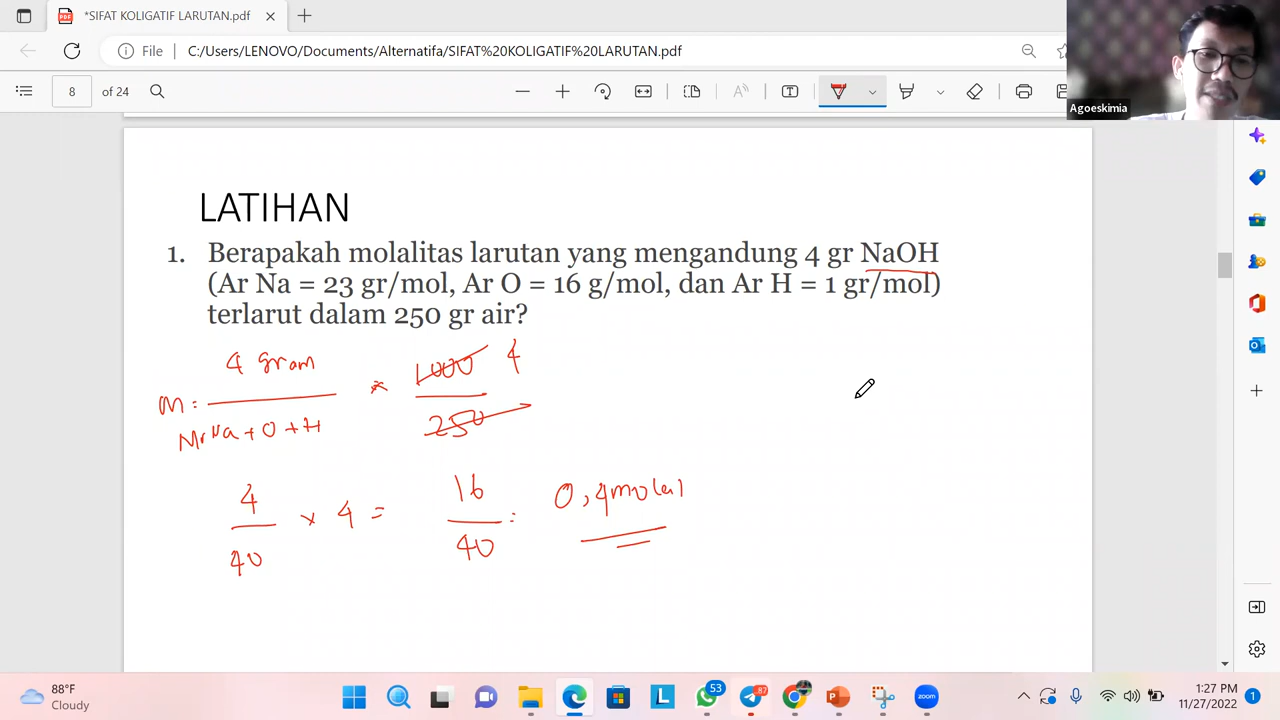 *SIFAT KOLIGATIF LARUTAN.pdf
File C:/Users/LENOVO/Documents/Alternatifa/SIFAT%20KOLIGATIF%20LARUTAN.pdf
8 of 24
Agoeskimia
LATIHAN
1. Berapakah molalitas larutan yang mengandung 4 gr NaOH
(Ar Na = 23 gr/mol, Ar O = 16 g/mol, dan Ar H = 1 gr/mol)
terlarut dalam 250 gr air?
4 gram
1000 4
m =
×
Mr Na + O + H
250
4
16
0,4 molal
× 4 =
=
40
40
88°F
Cloudy
53
87
zoom
1:27 PM
11/27/2022
1